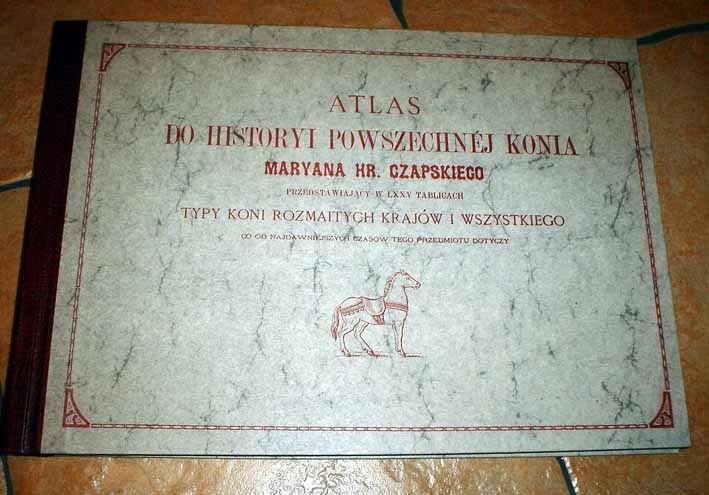 ATLAS
DO HISTORYI POWSZECHNÉJ KONIA
MARYANA HR. CZAPSKIEGO
PRZEDSTAWIAJĄCY W LXXV TABLICACH
TYPY KONI ROZMAITYCH KRAJÓW I WSZYSTKIEGO
CO OD NAJDAWNIEJSZYCH CZASÓW TEGO PRZEDMIOTU DOTYCZY